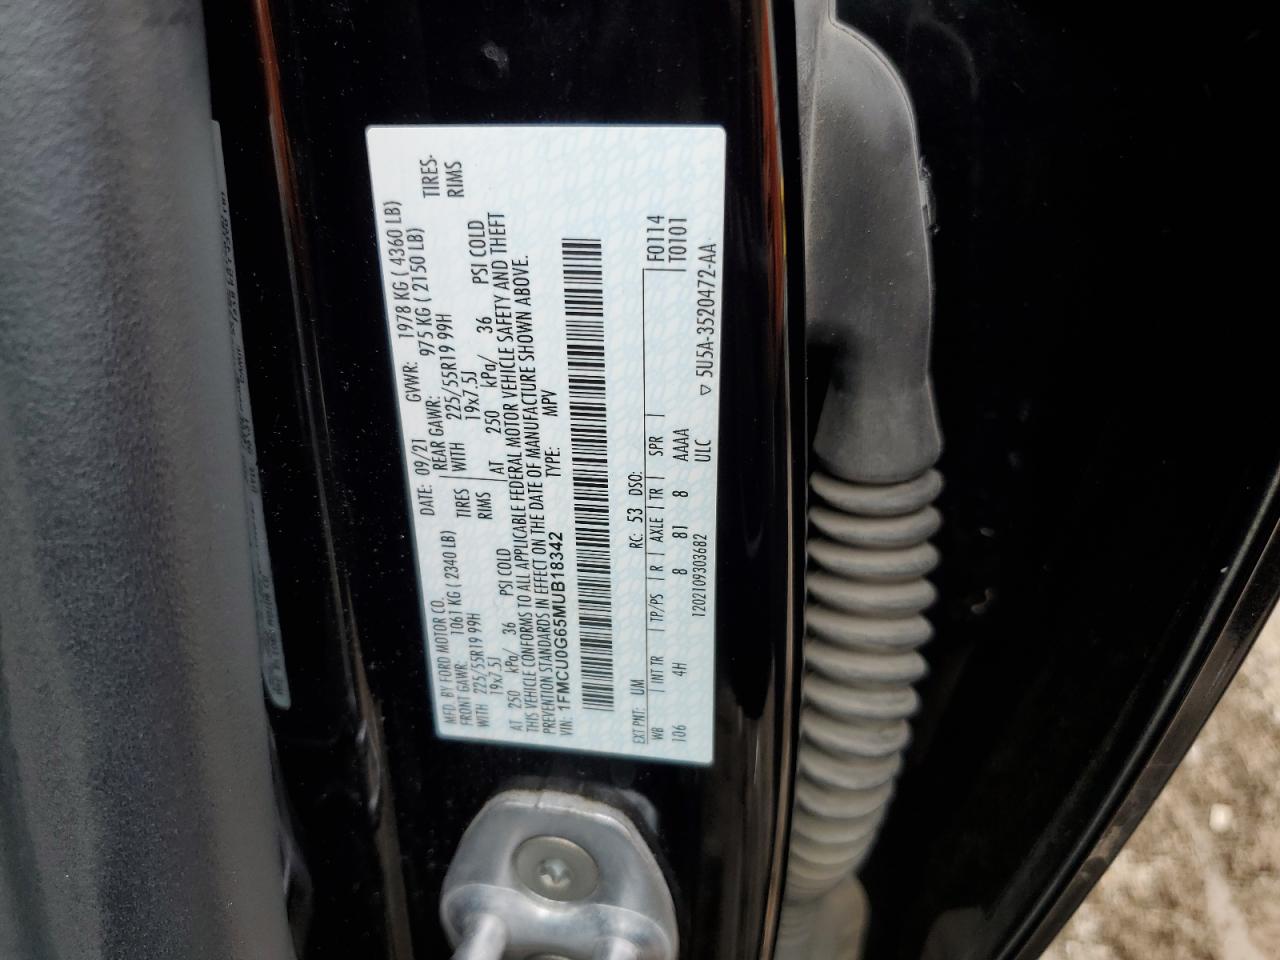 MFD. BY FORD MOTOR CO.
DATE: 09/21 GVWR: 1978 KG ( 4360 LB)
FRONT GAWR: 1061 KG ( 2340 LB) REAR GAWR: 975 KG ( 2150 LB)
WITH 225/55R19 99H TIRES WITH 225/55R19 99H TIRES-
19x7.5J RIMS 19x7.5J RIMS
AT 250 kPa/ 36 PSI COLD AT 250 kPa/ 36 PSI COLD
THIS VEHICLE CONFORMS TO ALL APPLICABLE FEDERAL MOTOR VEHICLE SAFETY AND THEFT
PREVENTION STANDARDS IN EFFECT ON THE DATE OF MANUFACTURE SHOWN ABOVE.
VIN: 1FMCU0G65MUB18342 TYPE: MPV
EXT PNT: UM RC: 53 DSO: F0114
WB INT TR TP/PS R AXLE TR SPR T0101
106 4H 8 81 8 AAAA
1202109303682 ULC ▽ 5U5A-3520472-AA